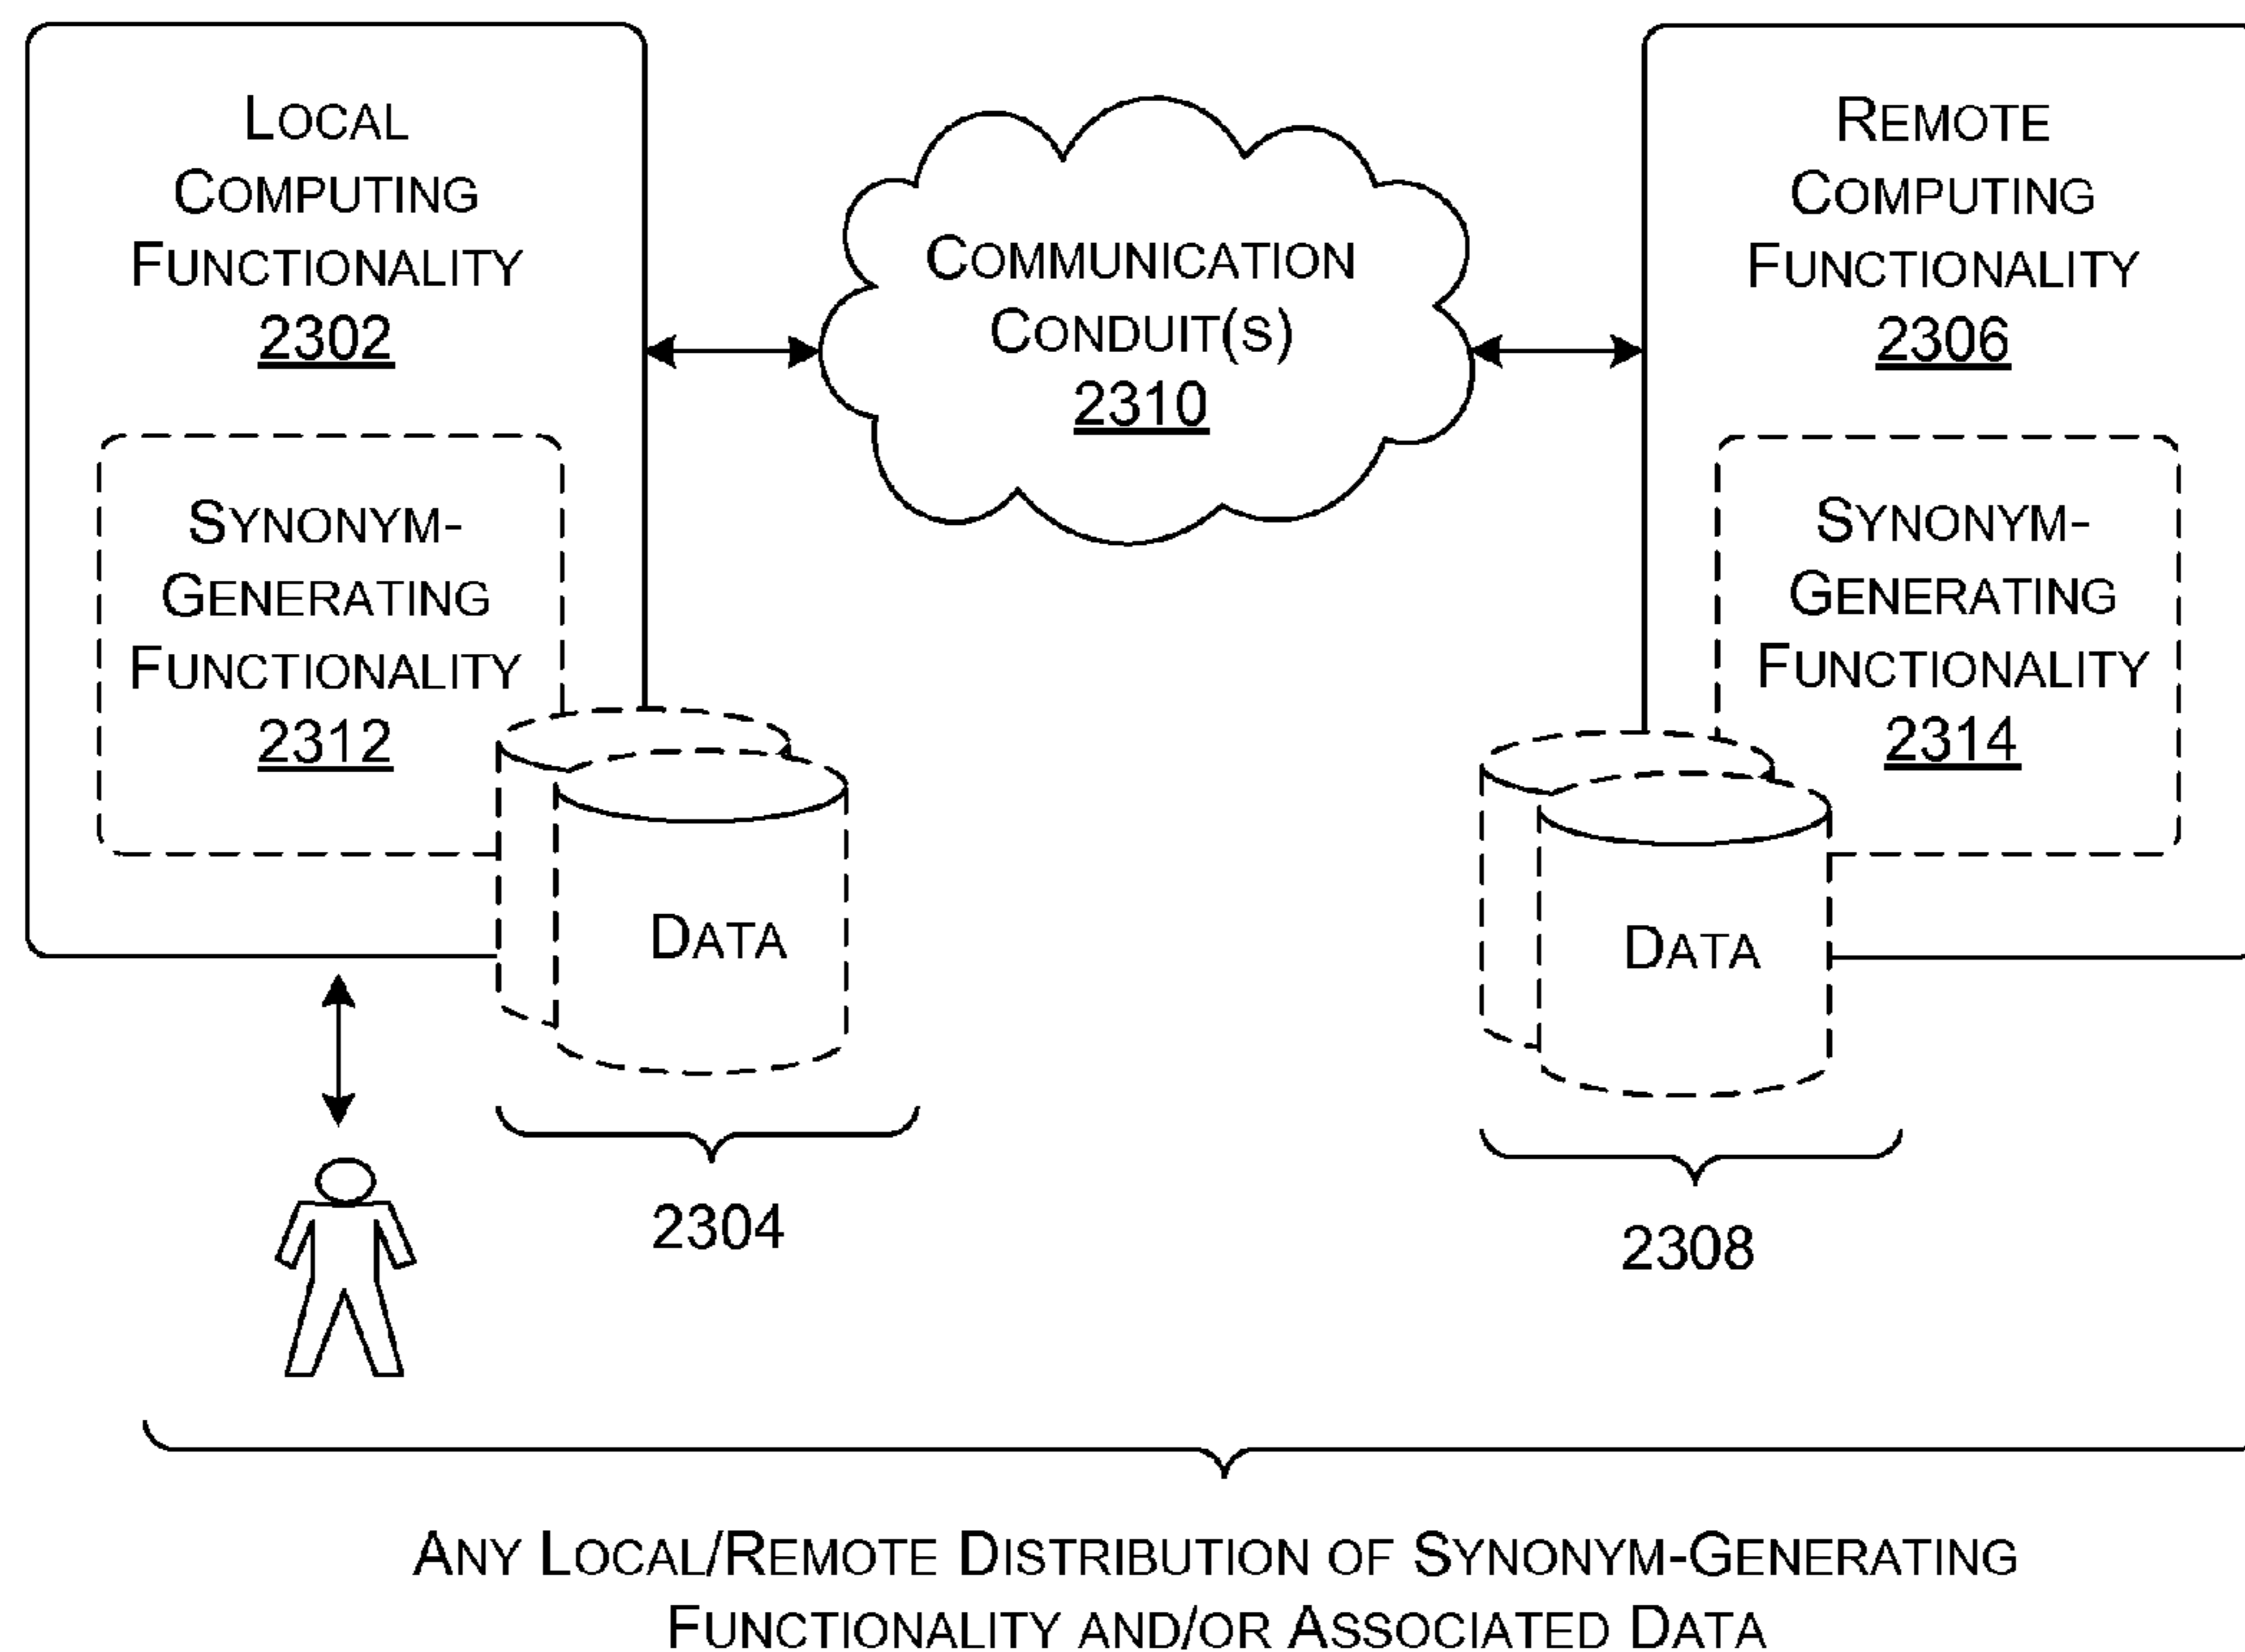 LOCAL
COMPUTING
FUNCTIONALITY
2302
SYNONYM-
GENERATING
FUNCTIONALITY
2312
DATA
2304
COMMUNICATION
CONDUIT(S)
2310
REMOTE
COMPUTING
FUNCTIONALITY
2306
SYNONYM-
GENERATING
FUNCTIONALITY
2314
DATA
2308
ANY LOCAL/REMOTE DISTRIBUTION OF SYNONYM-GENERATING
FUNCTIONALITY AND/OR ASSOCIATED DATA